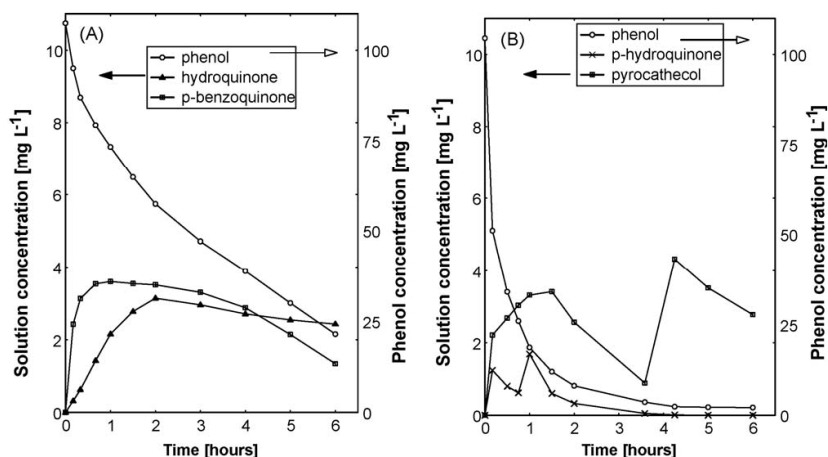 (A)
phenol
hydroquinone
p-benzoquinone
Solution concentration [mg L-1]
10
8
6
4
2
0
Phenol concentration [mg L-1]
100
75
50
25
0
0 1 2 3 4 5 6
Time [hours]
(B)
phenol
p-hydroquinone
pyrocathecol
Solution concentration [mg L-1]
10
8
6
4
2
0
Phenol concentration [mg L-1]
100
75
50
25
0
0 1 2 3 4 5 6
Time [hours]